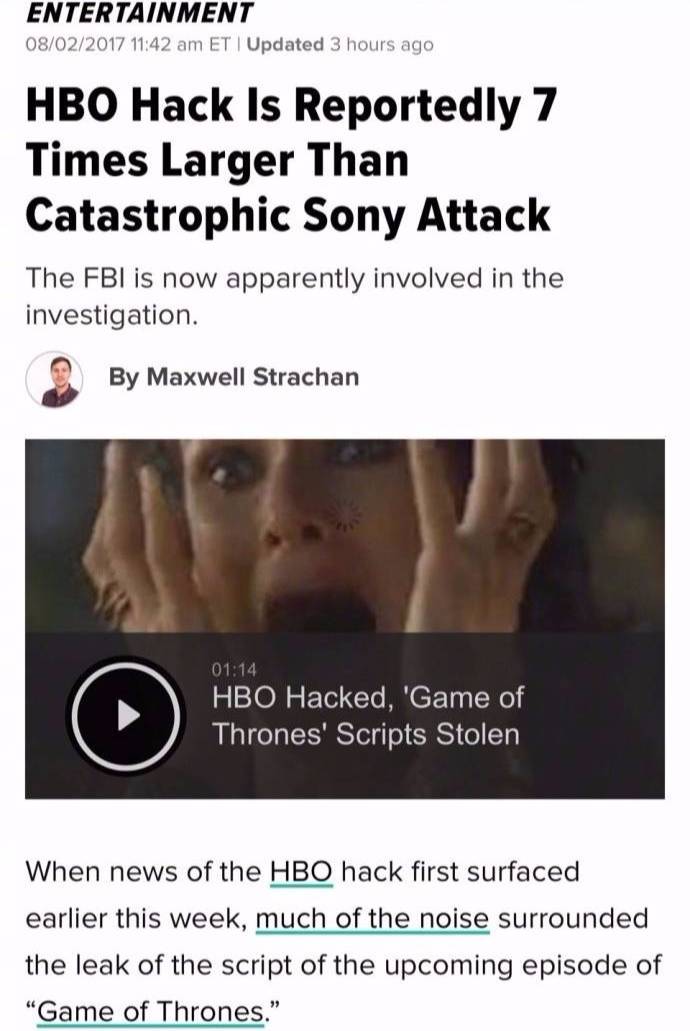 ENTERTAINMENT
08/02/2017 11:42 am ET | Updated 3 hours ago
HBO Hack Is Reportedly 7
Times Larger Than
Catastrophic Sony Attack
The FBI is now apparently involved in the
investigation.
By Maxwell Strachan
01:14
HBO Hacked, 'Game of
Thrones' Scripts Stolen
When news of the HBO hack first surfaced
earlier this week, much of the noise surrounded
the leak of the script of the upcoming episode of
“Game of Thrones.”